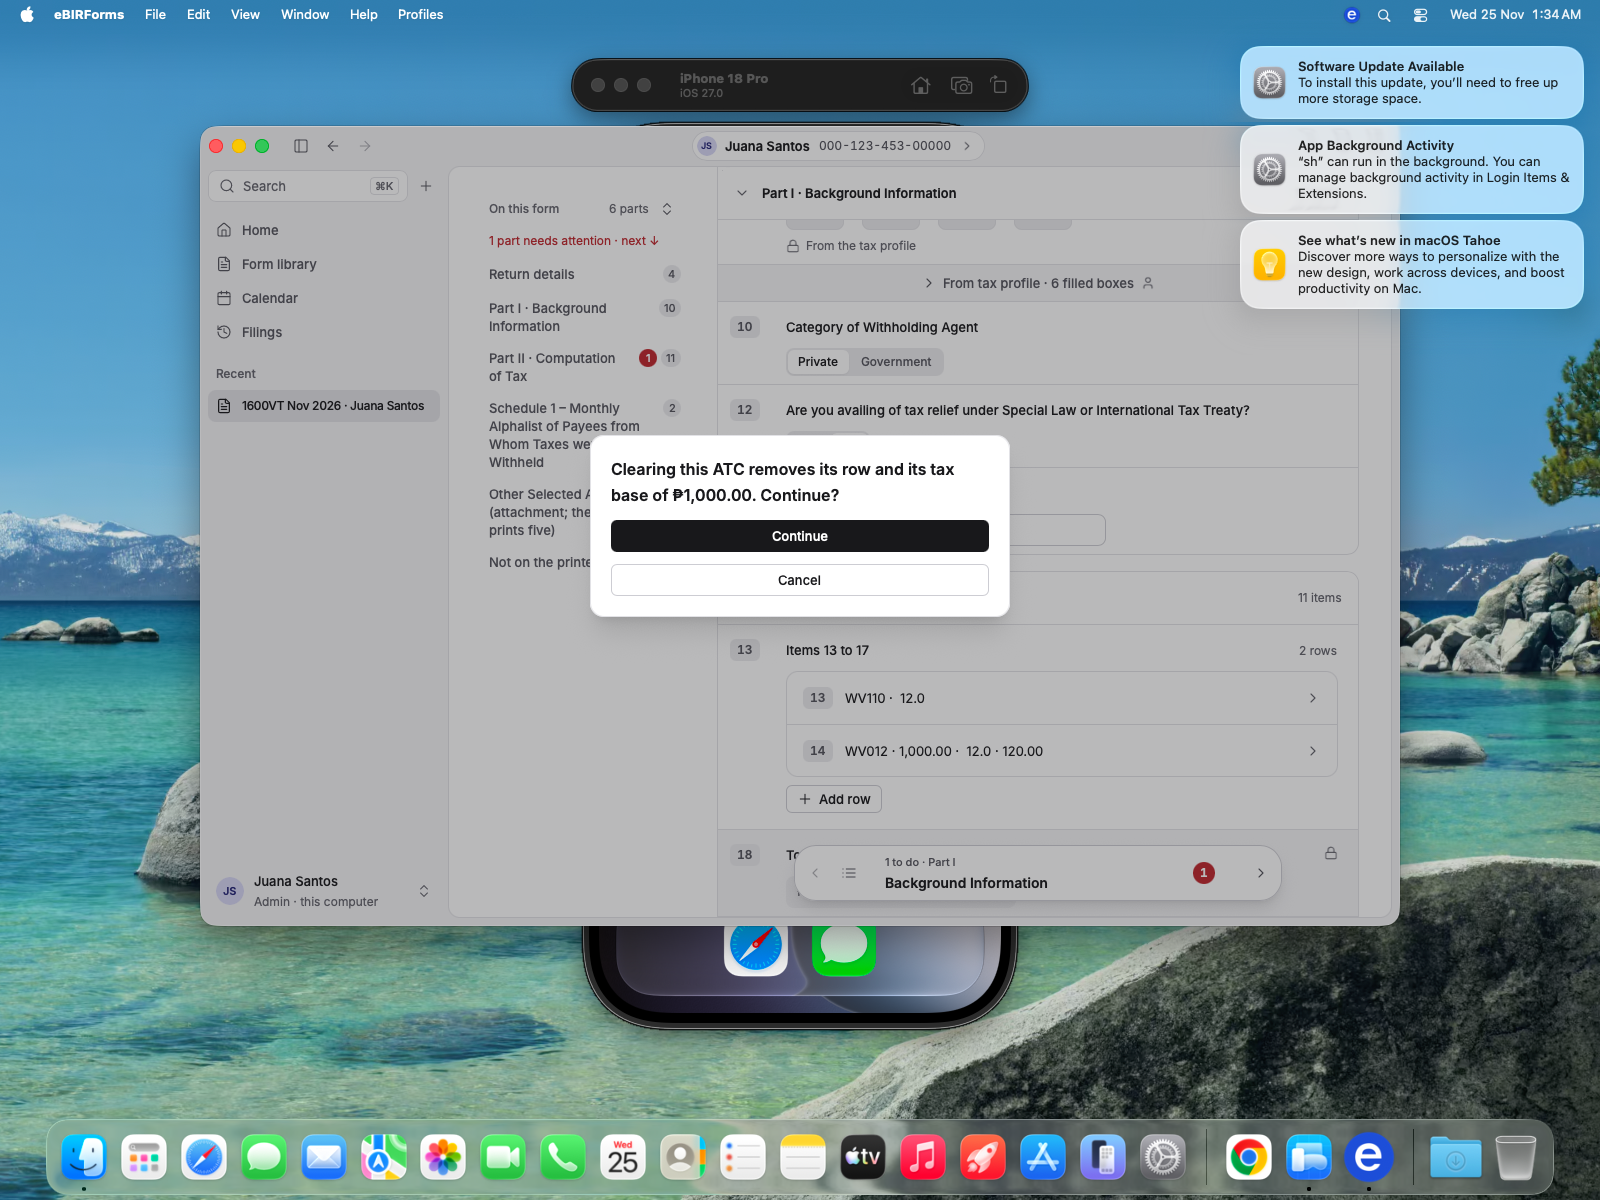 eBIRForms File Edit View Window Help Profiles
e
Wed 25 Nov 1:34 AM
iPhone 18 Pro
iOS 27.0
Software Update Available
To install this update, you'll need to free up
more storage space.
App Background Activity
"sh" can run in the background. You can
manage background activity in Login Items &
Extensions.
See what's new in macOS Tahoe
Discover more ways to personalize with the
new design, work across devices, and boost
productivity on Mac.
JS Juana Santos 000-123-453-00000
Search ⌘K
Home
Form library
Calendar
Filings
Recent
1600VT Nov 2026 · Juana Santos
JS
Juana Santos
Admin · this computer
On this form 6 parts
1 part needs attention · next ↓
Return details 4
Part I · Background
Information
10
Part II · Computation
of Tax
1 11
Schedule 1 – Monthly
Alphalist of Payees from
Whom Taxes we
Withheld
2
Other Selected
(attachment; the
prints five)
Not on the printe
Part I · Background Information
From the tax profile
From tax profile · 6 filled boxes
10 Category of Withholding Agent
Private Government
12 Are you availing of tax relief under Special Law or International Tax Treaty?
Clearing this ATC removes its row and its tax
base of ₱1,000.00. Continue?
Continue
Cancel
11 items
13 Items 13 to 17 2 rows
13 WV110 · 12.0
14 WV012 · 1,000.00 · 12.0 · 120.00
+ Add row
18 To
1 to do · Part I
Background Information
1
Wed
25
tv
e